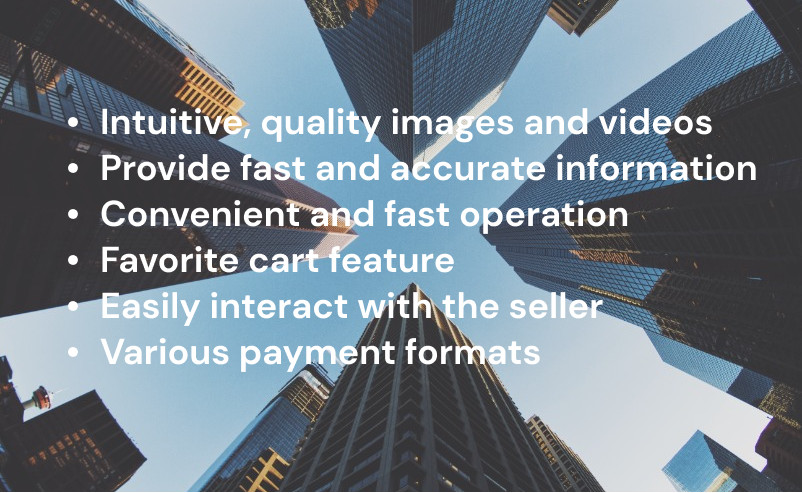 • Intuitive, quality images and videos
• Provide fast and accurate information
• Convenient and fast operation
• Favorite cart feature
• Easily interact with the seller
• Various payment formats